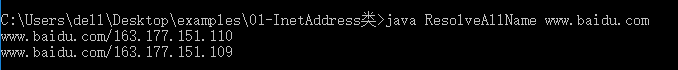 C:\Users\dell\Desktop\examples\01-InetAddress类>java ResolveAllName www.baidu.com
www.baidu.com/163.177.151.110
www.baidu.com/163.177.151.109